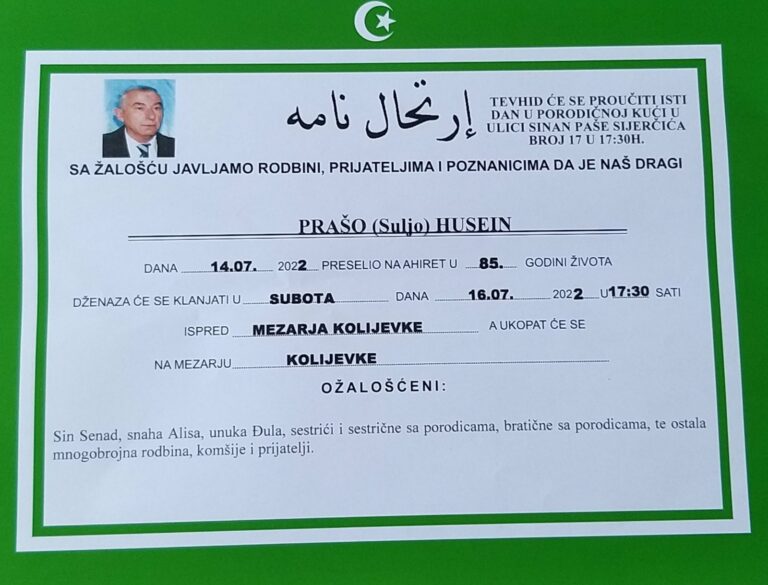 إرتحال نامه
TEVHID ĆE SE PROUČITI ISTI
DAN U PORODIČNOJ KUĆI U
ULICI SINAN PAŠE SIJERČIĆA
BROJ 17 U 17:30H.
SA ŽALOŠĆU JAVLJAMO RODBINI, PRIJATELJIMA I POZNANICIMA DA JE NAŠ DRAGI
PRAŠO (Suljo) HUSEIN
DANA 14.07. 2022 PRESELIO NA AHIRET U 85. GODINI ŽIVOTA
DŽENAZA ĆE SE KLANJATI U SUBOTA DANA 16.07. 2022 U 17:30 SATI
ISPRED MEZARJA KOLIJEVKE A UKOPAT ĆE SE
NA MEZARJU KOLIJEVKE
OŽALOŠĆENI:
Sin Senad, snaha Alisa, unuka Đula, sestrići i sestrične sa porodicama, bratične sa porodicama, te ostala
mnogobrojna rodbina, komšije i prijatelji.